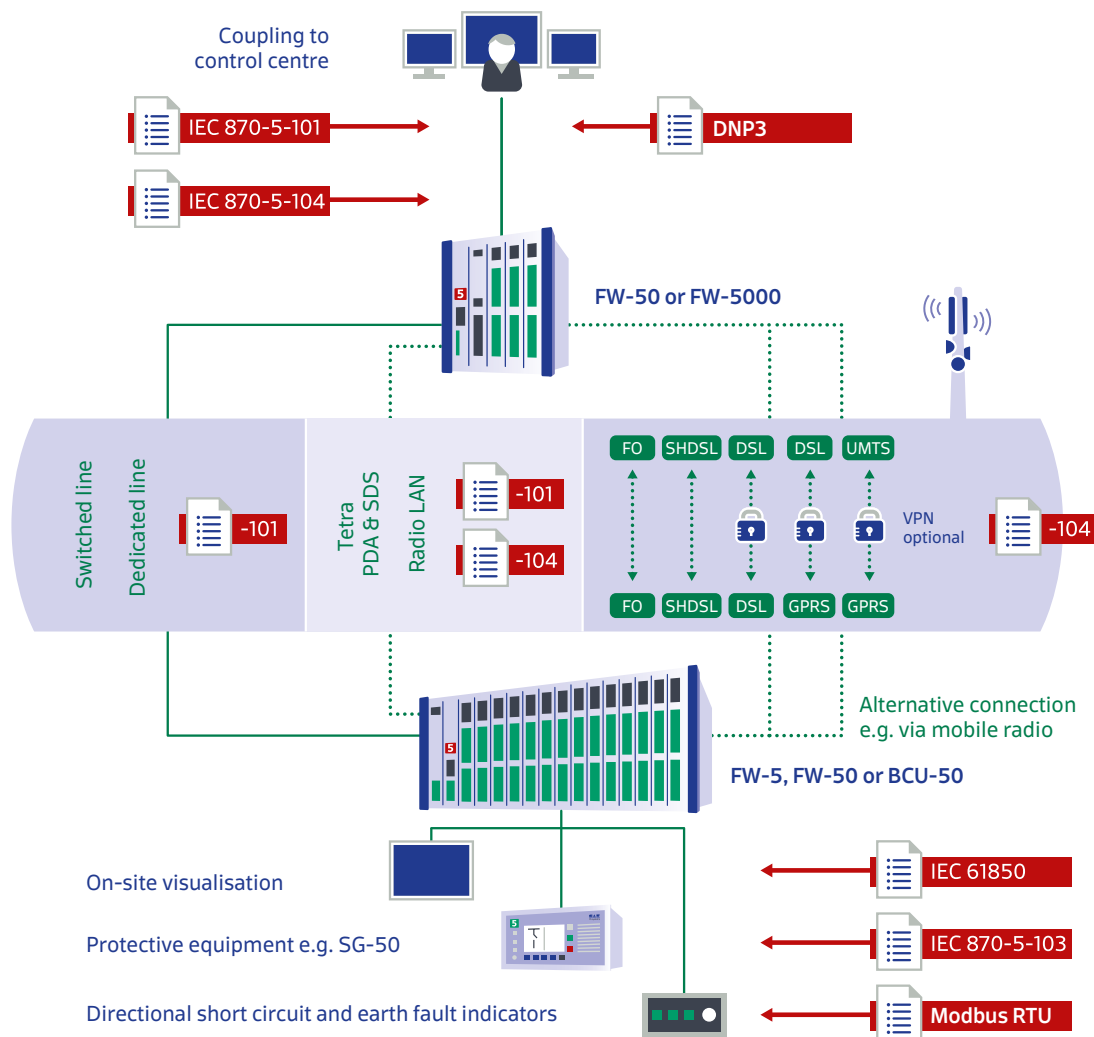 Coupling to
control centre
IEC 870-5-101
DNP3
IEC 870-5-104
5
FW-50 or FW-5000
Switched line
Dedicated line
-101
Tetra
PDA & SDS
Radio LAN
-101
-104
FO SHDSL DSL DSL UMTS
VPN
optional
-104
FO SHDSL DSL GPRS GPRS
5
Alternative connection
e.g. via mobile radio
FW-5, FW-50 or BCU-50
On-site visualisation
IEC 61850
5
Protective equipment e.g. SG-50
IEC 870-5-103
Directional short circuit and earth fault indicators
Modbus RTU